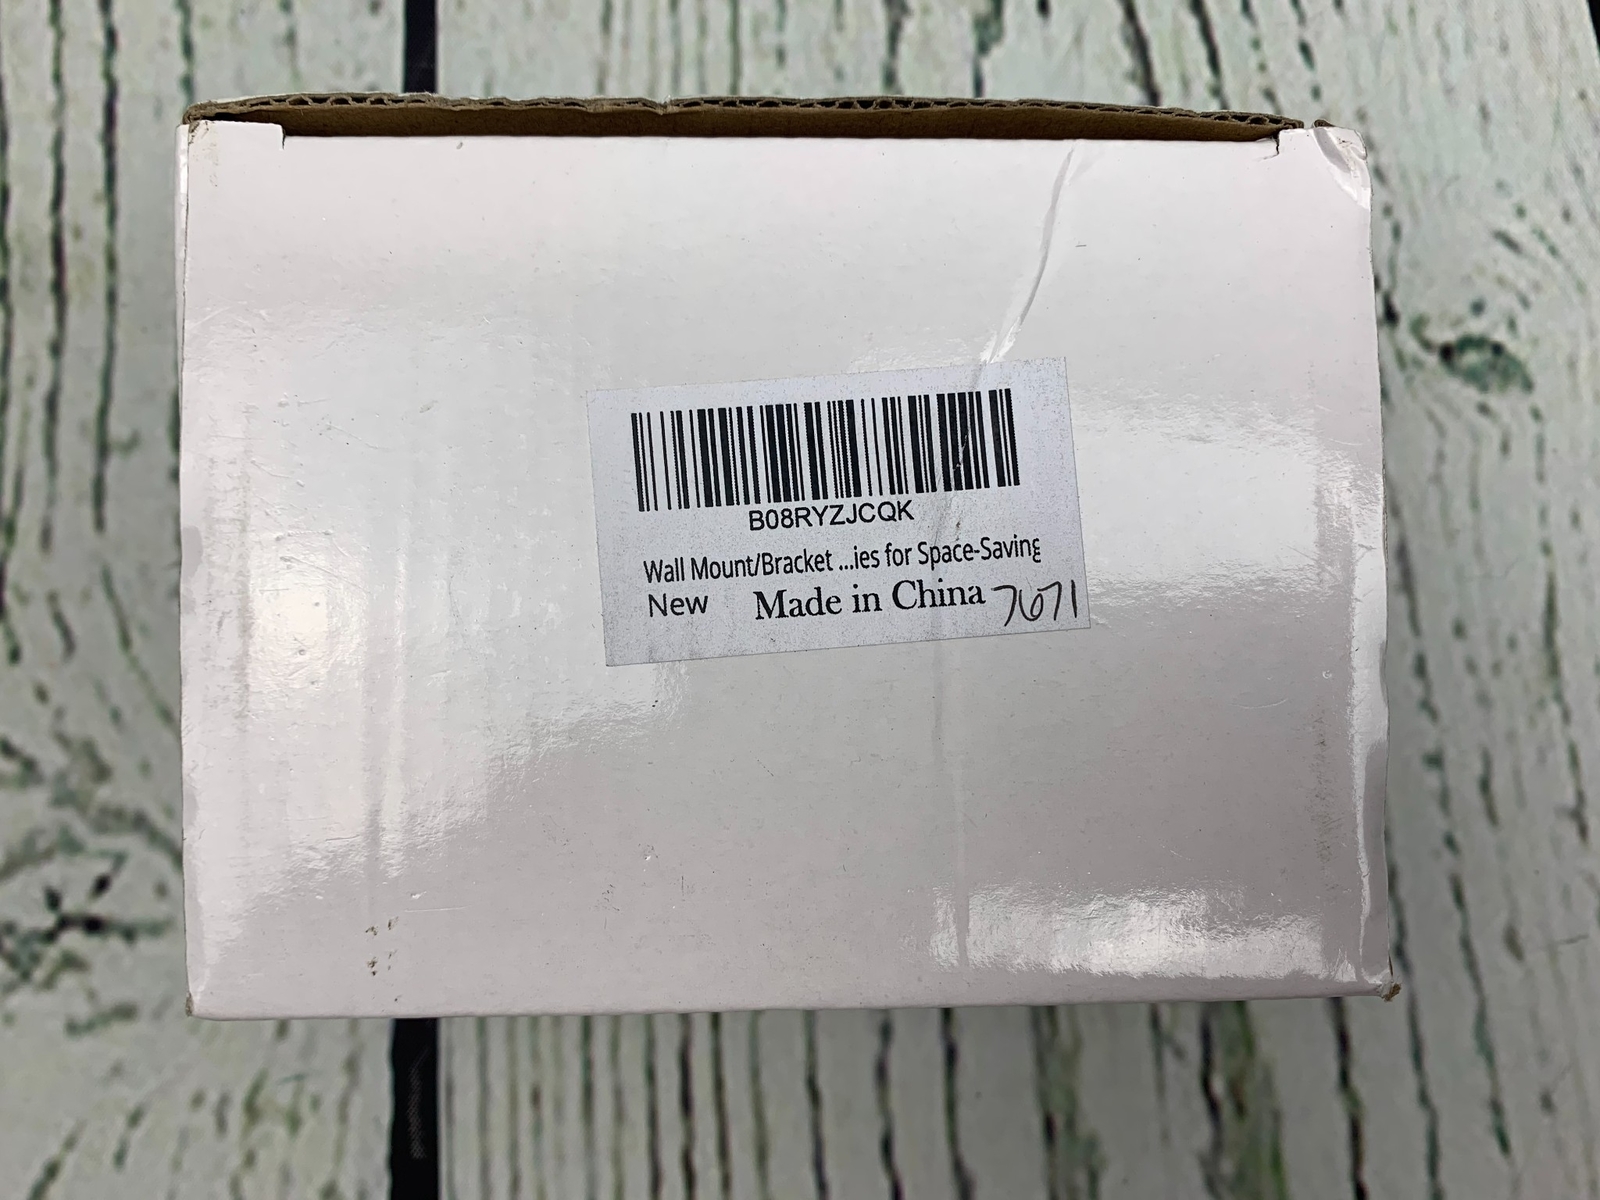 B08RYZJCQK
Wall Mount/Bracket ...ies for Space-Saving
New Made in China 7671